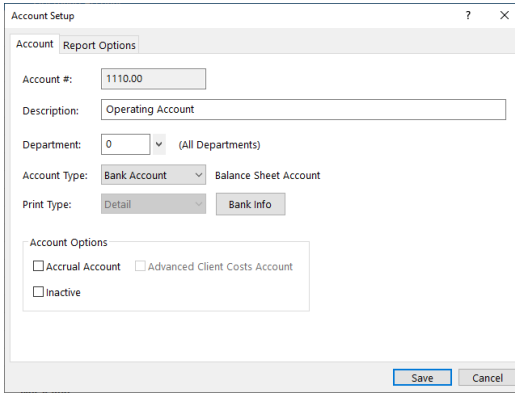 Account Setup ? ×
Account Report Options
Account #: 1110.00
Description: Operating Account
Department: 0 (All Departments)
Account Type: Bank Account Balance Sheet Account
Print Type: Detail Bank Info
Account Options
Accrual Account Advanced Client Costs Account
Inactive
Save Cancel